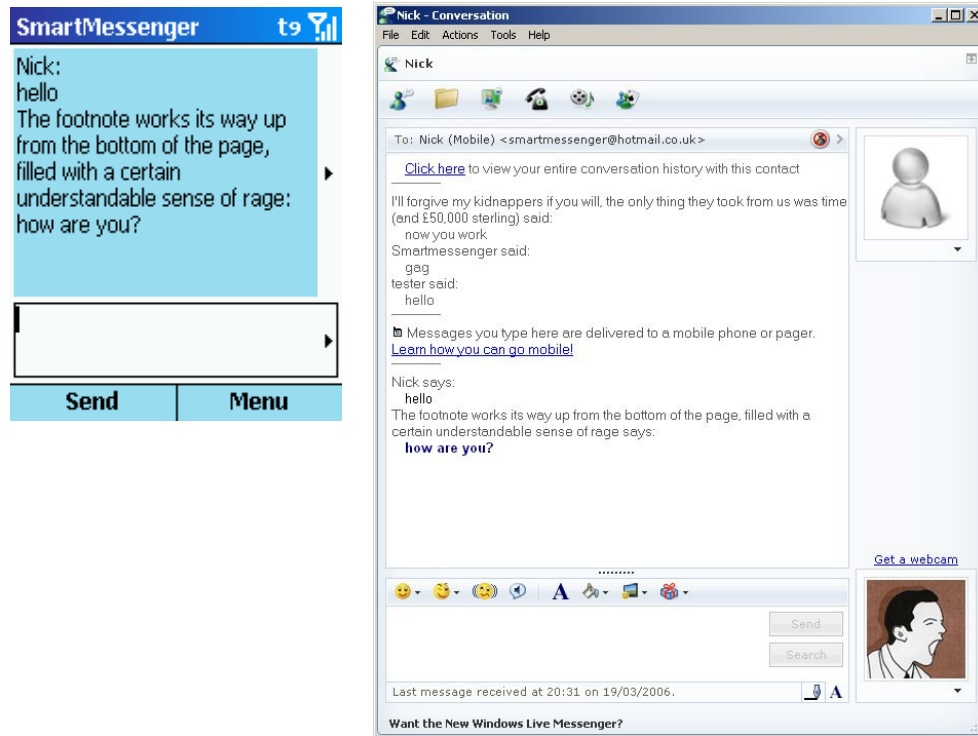 SmartMessenger t9
Nick:
hello
The footnote works its way up
from the bottom of the page,
filled with a certain
understandable sense of rage:
how are you?
Send Menu
Nick - Conversation
File Edit Actions Tools Help
Nick
To: Nick (Mobile) <smartmessenger@hotmail.co.uk>
Click here to view your entire conversation history with this contact
I'll forgive my kidnappers if you will, the only thing they took from us was time
(and £50,000 sterling) said:
now you work
Smartmessenger said:
gag
tester said:
hello
Messages you type here are delivered to a mobile phone or pager.
Learn how you can go mobile!
Nick says:
hello
The footnote works its way up from the bottom of the page, filled with a
certain understandable sense of rage says:
how are you?
Get a webcam
A
Send
Search
Last message received at 20:31 on 19/03/2006.
A
Want the New Windows Live Messenger?